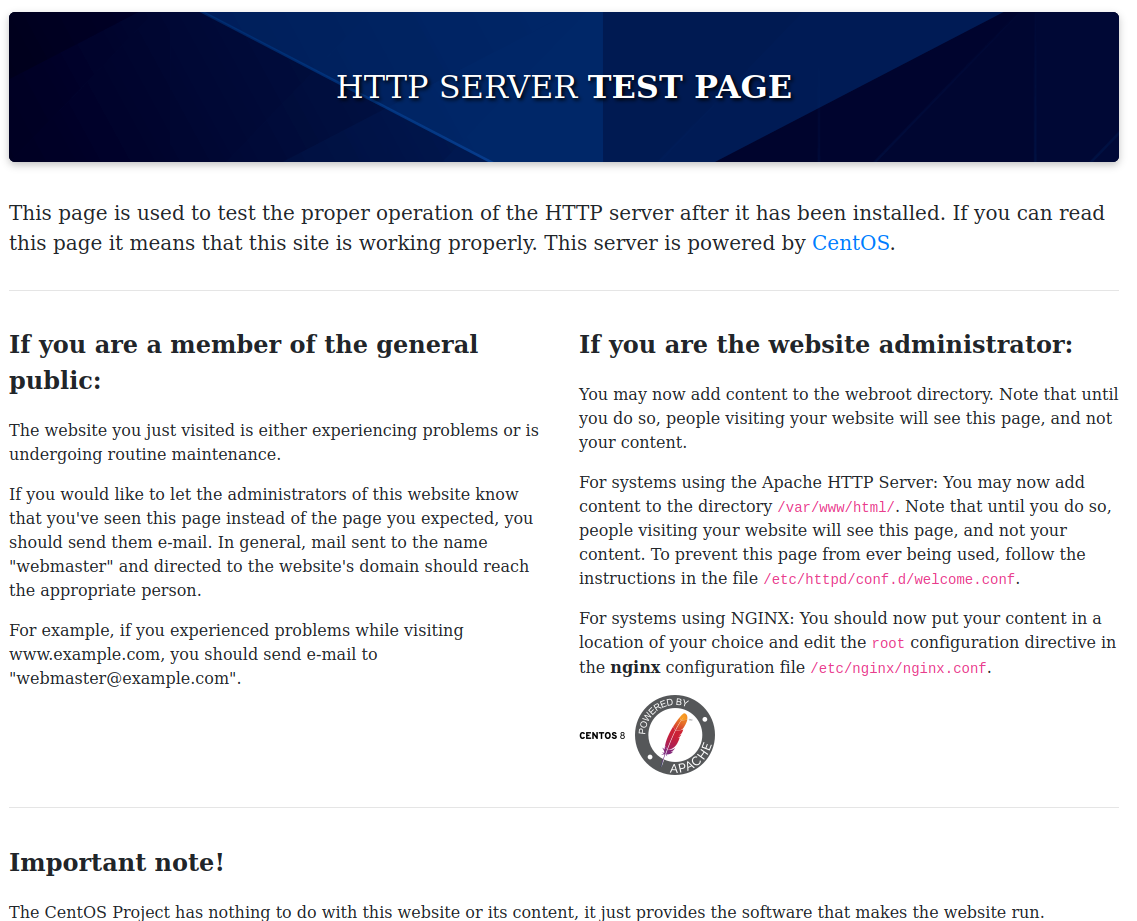 HTTP SERVER TEST PAGE
This page is used to test the proper operation of the HTTP server after it has been installed. If you can read
this page it means that this site is working properly. This server is powered by CentOS.
If you are a member of the general
public:
The website you just visited is either experiencing problems or is
undergoing routine maintenance.
If you would like to let the administrators of this website know
that you've seen this page instead of the page you expected, you
should send them e-mail. In general, mail sent to the name
"webmaster" and directed to the website's domain should reach
the appropriate person.
For example, if you experienced problems while visiting
www.example.com, you should send e-mail to
"webmaster@example.com".
If you are the website administrator:
You may now add content to the webroot directory. Note that until
you do so, people visiting your website will see this page, and not
your content.
For systems using the Apache HTTP Server: You may now add
content to the directory /var/www/html/. Note that until you do so,
people visiting your website will see this page, and not your
content. To prevent this page from ever being used, follow the
instructions in the file /etc/httpd/conf.d/welcome.conf.
For systems using NGINX: You should now put your content in a
location of your choice and edit the root configuration directive in
the nginx configuration file /etc/nginx/nginx.conf.
CENTOS 8
POWERED BY
APACHE
Important note!
The CentOS Project has nothing to do with this website or its content, it just provides the software that makes the website run.